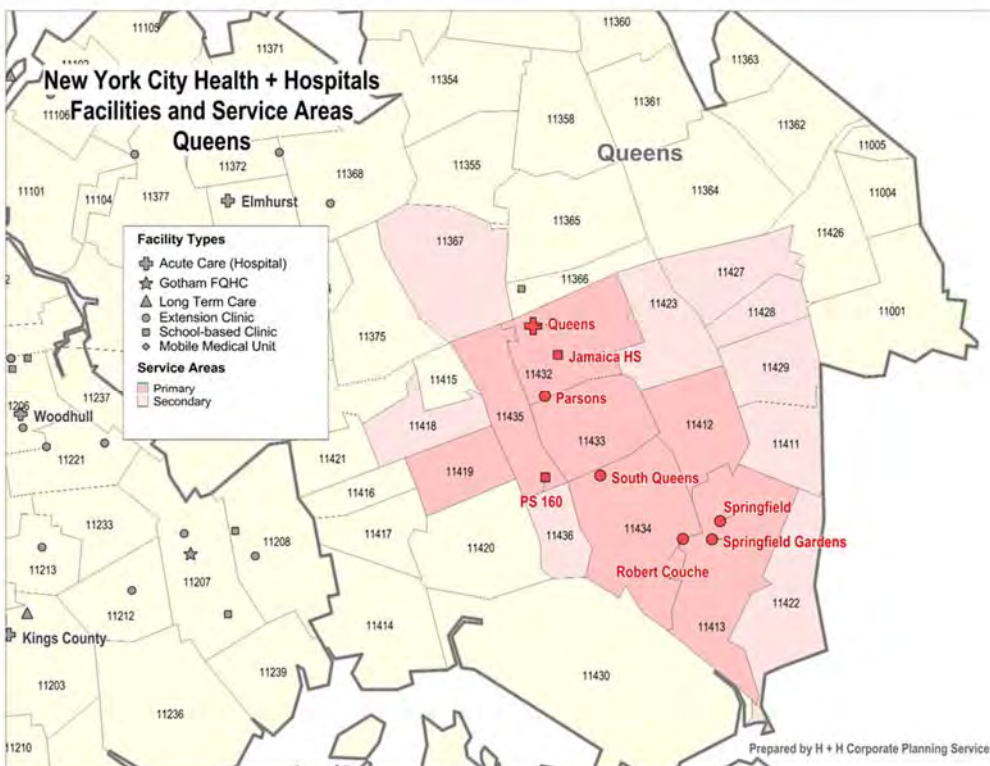 11105
11371
11360
11363
11102
New York City Health + Hospitals
Facilities and Service Areas
Queens
11354
11361
11106
11358
11362
11005
Queens
11372
11355
11368
11364
11004
11101
11104
11377
Elmhurst
11365
11426
11367
Facility Types
Acute Care (Hospital)
Gotham FQHC
Long Term Care
Extension Clinic
School-based Clinic
Mobile Medical Unit
Service Areas
Primary
Secondary
11366
11427
11423
11428
11001
Queens
11375
Jamaica HS
11429
11432
11415
Parsons
11237
11206
Woodhull
11435
11418
11412
11411
11433
11421
11221
11419
South Queens
11416
PS 160
Springfield
11233
11434
11417
11436
Springfield Gardens
11208
11420
11213
Robert Couche
11207
11422
11212
11414
11413
Kings County
11239
11430
11203
11236
11210
Prepared by H + H Corporate Planning Service